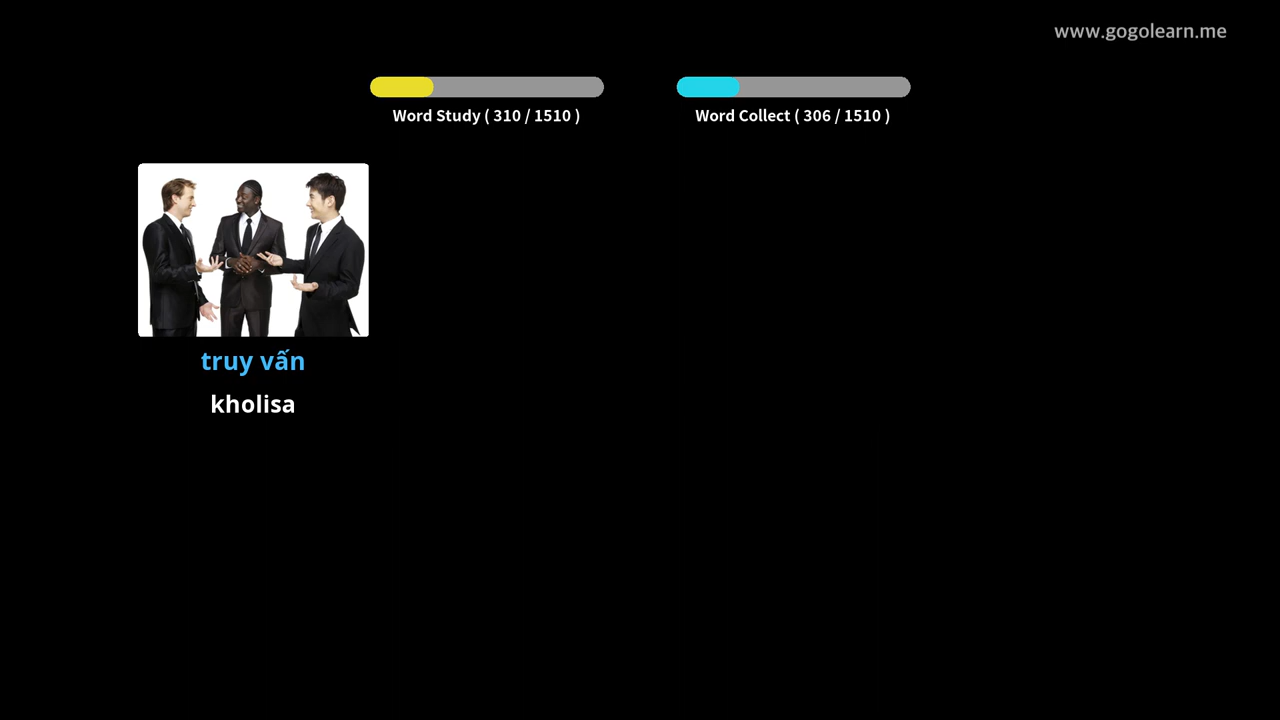 www.gogolearn.me
Word Study ( 310 / 1510 )
Word Collect ( 306 / 1510 )
truy vấn
kholisa